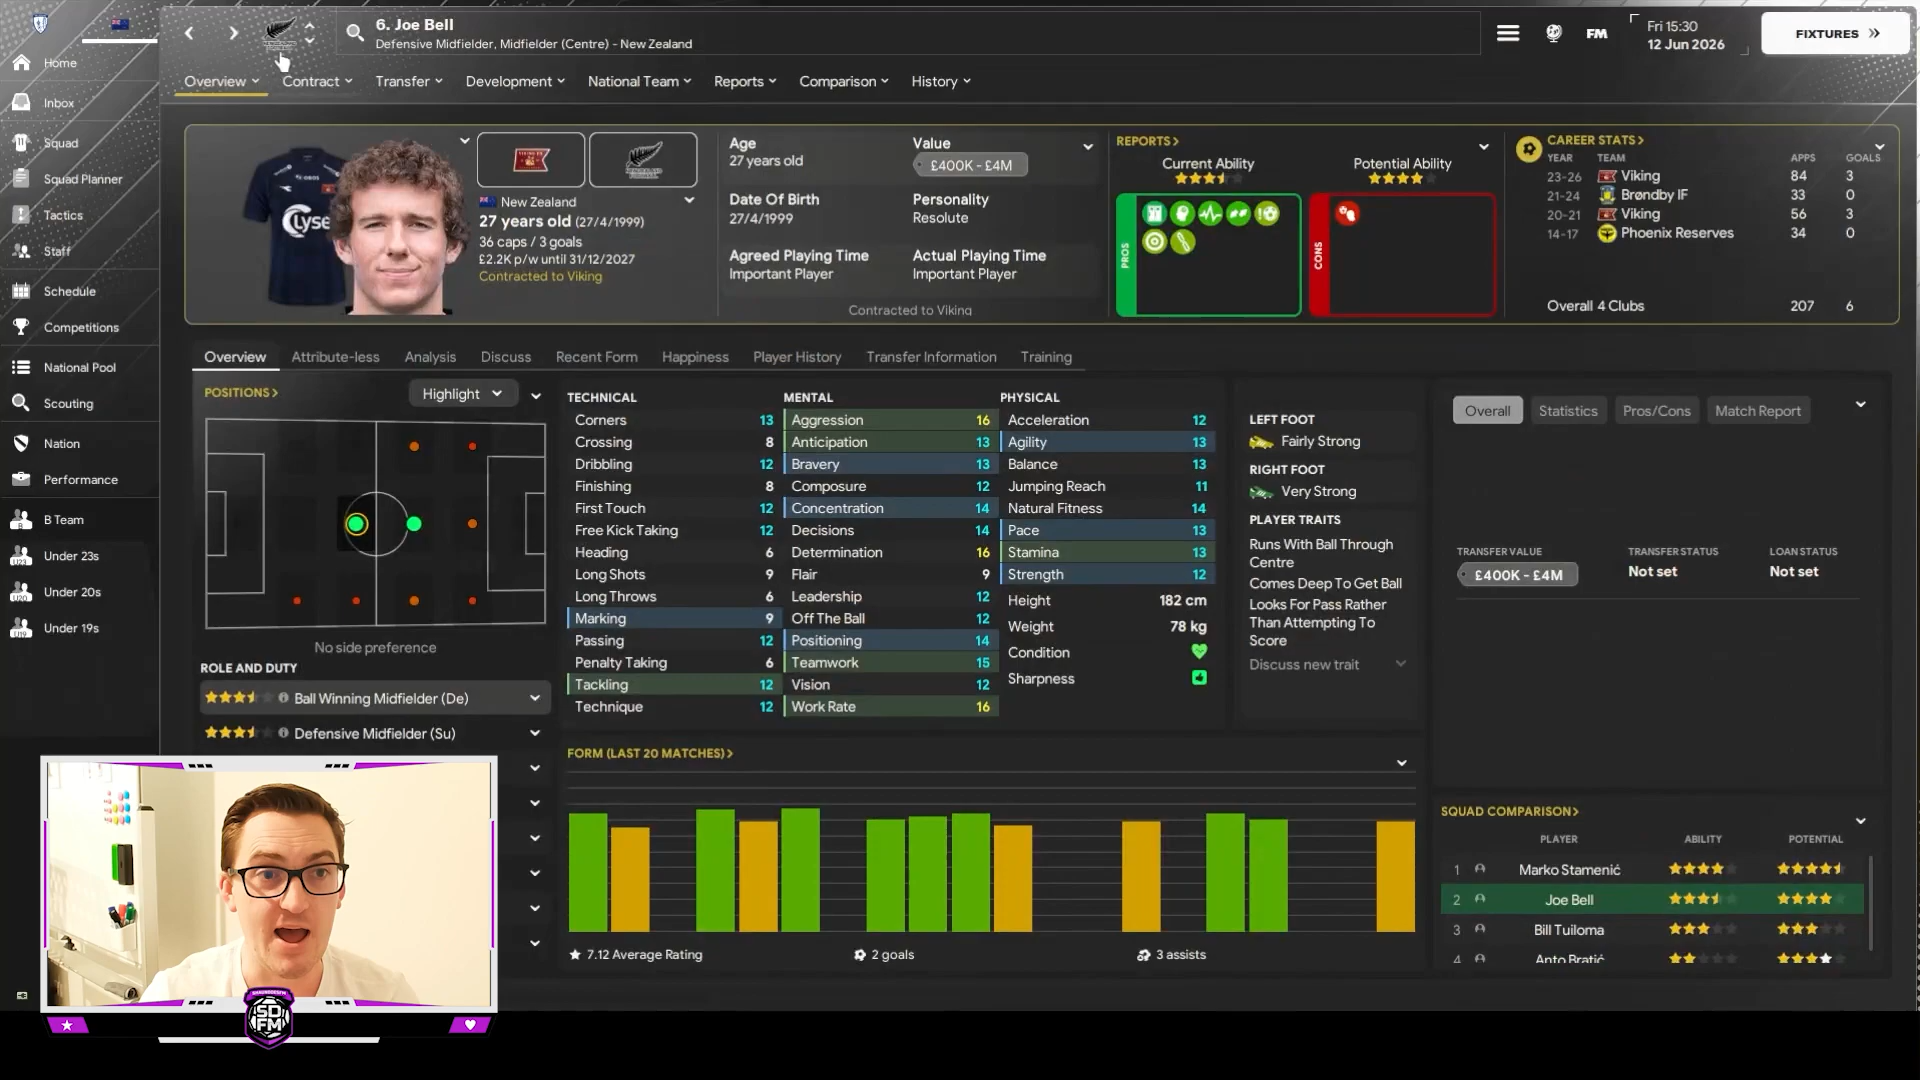 6. Joe Bell
Defensive Midfielder, Midfielder (Centre) - New Zealand
FM
Fri 15:30
12 Jun 2026
FIXTURES
Home
Inbox
Squad
Squad Planner
Tactics
Staff
Schedule
Competitions
National Pool
Scouting
Nation
Performance
B Team
Under 23s
Under 20s
Under 19s
Overview
Contract
Transfer
Development
National Team
Reports
Comparison
History
Lyse
New Zealand
27 years old (27/4/1999)
36 caps / 3 goals
£2.2K p/w until 31/12/2027
Contracted to Viking
Age
27 years old
Value
£400K - £4M
Date Of Birth
27/4/1999
Personality
Resolute
Agreed Playing Time
Important Player
Actual Playing Time
Important Player
Contracted to Viking
REPORTS
Current Ability
Potential Ability
PROS
CONS
CAREER STATS
YEAR TEAM APPS GOALS
23-26 Viking 84 3
21-24 Brøndby IF 33 0
20-21 Viking 56 3
14-17 Phoenix Reserves 34 0
Overall 4 Clubs 207 6
Overview
Attribute-less
Analysis
Discuss
Recent Form
Happiness
Player History
Transfer Information
Training
POSITIONS
Highlight
No side preference
ROLE AND DUTY
Ball Winning Midfielder (De)
Defensive Midfielder (Su)
TECHNICAL
Corners 13
Crossing 8
Dribbling 12
Finishing 8
First Touch 12
Free Kick Taking 12
Heading 6
Long Shots 9
Long Throws 6
Marking 9
Passing 12
Penalty Taking 6
Tackling 12
Technique 12
MENTAL
Aggression 16
Anticipation 13
Bravery 13
Composure 12
Concentration 14
Decisions 14
Determination 16
Flair 9
Leadership 12
Off The Ball 12
Positioning 14
Teamwork 15
Vision 12
Work Rate 16
PHYSICAL
Acceleration 12
Agility 13
Balance 13
Jumping Reach 11
Natural Fitness 14
Pace 13
Stamina 13
Strength 12
Height 182 cm
Weight 78 kg
Condition
Sharpness
LEFT FOOT
Fairly Strong
RIGHT FOOT
Very Strong
PLAYER TRAITS
Runs With Ball Through
Centre
Comes Deep To Get Ball
Looks For Pass Rather
Than Attempting To
Score
Discuss new trait
Overall
Statistics
Pros/Cons
Match Report
TRANSFER VALUE
£400K - £4M
TRANSFER STATUS
Not set
LOAN STATUS
Not set
FORM (LAST 20 MATCHES)
7.12 Average Rating
2 goals
3 assists
SQUAD COMPARISON
PLAYER ABILITY POTENTIAL
1 Marko Stamenić
2 Joe Bell
3 Bill Tuiloma
4 Anto Bratić
SD
FM